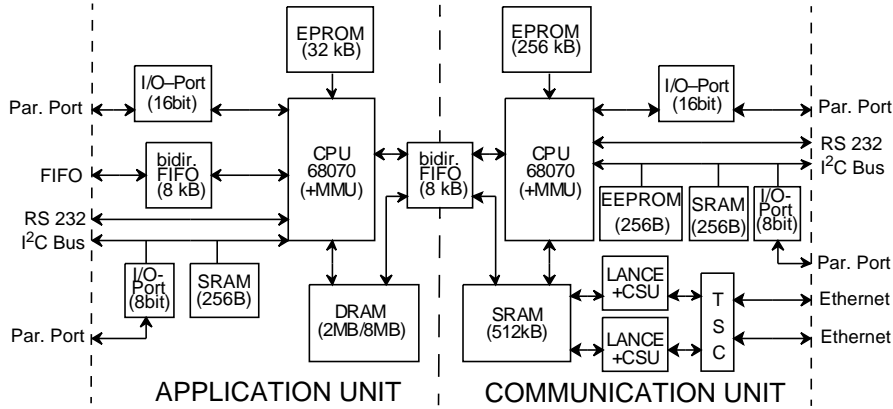 EPROM
(32 kB)
EPROM
(256 kB)
I/O–Port
(16bit)
I/O–Port
(16bit)
Par. Port
Par. Port
CPU
68070
(+MMU)
bidir.
FIFO
(8 kB)
CPU
68070
(+MMU)
RS 232
I²C Bus
FIFO
bidir.
FIFO
(8 kB)
EEPROM
(256B)
SRAM
(256B)
I/O-
Port
(8bit)
RS 232
I²C Bus
I/O-
Port
(8bit)
SRAM
(256B)
Par. Port
DRAM
(2MB/8MB)
SRAM
(512kB)
LANCE
+CSU
LANCE
+CSU
T
S
C
Ethernet
Ethernet
Par. Port
APPLICATION UNIT
COMMUNICATION UNIT